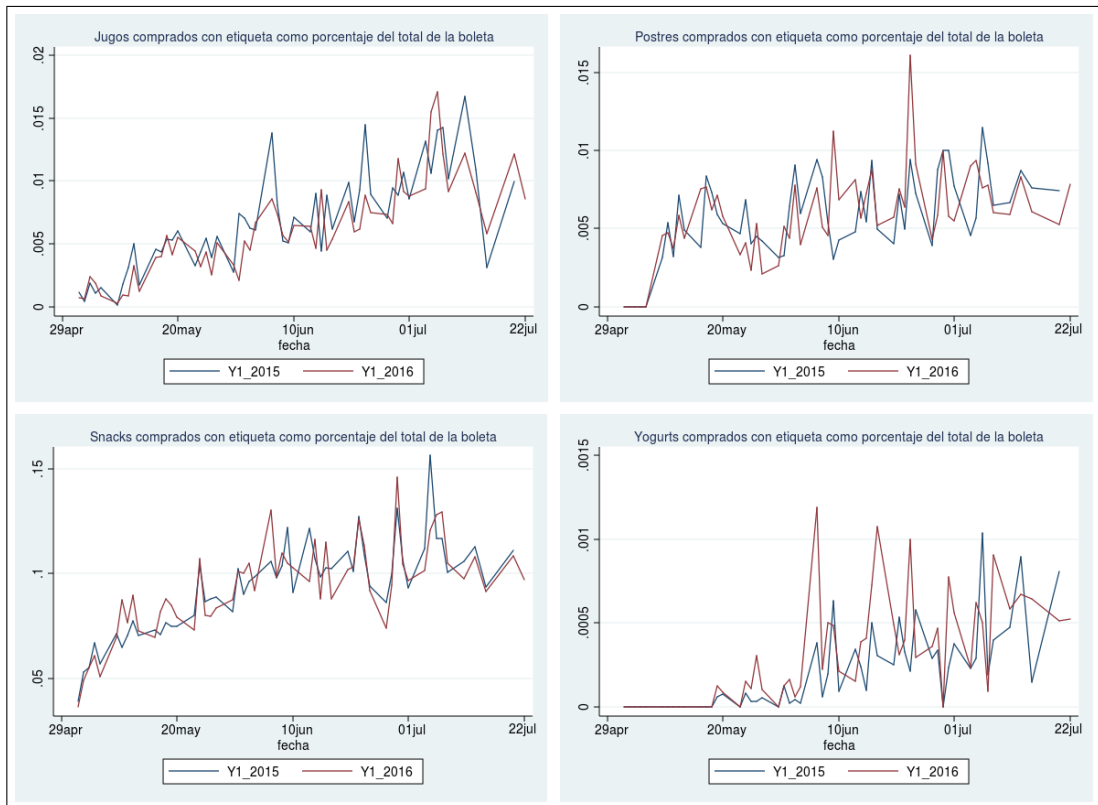 Jugos comprados con etiqueta como porcentaje del total de la boleta
.02
.015
.01
.005
0
29apr 20may 10jun 01jul 22jul
fecha
Y1_2015 Y1_2016
Postres comprados con etiqueta como porcentaje del total de la boleta
.015
.01
.005
0
29apr 20may 10jun 01jul 22jul
fecha
Y1_2015 Y1_2016
Snacks comprados con etiqueta como porcentaje del total de la boleta
.15
.1
.05
29apr 20may 10jun 01jul 22jul
fecha
Y1_2015 Y1_2016
Yogurts comprados con etiqueta como porcentaje del total de la boleta
.0015
.001
.0005
0
29apr 20may 10jun 01jul 22jul
fecha
Y1_2015 Y1_2016